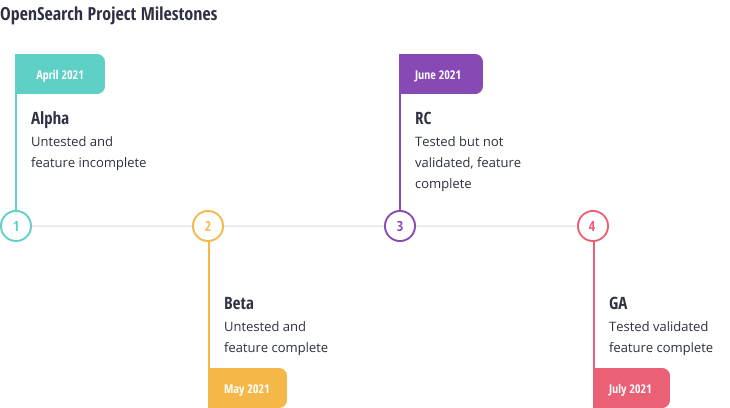 OpenSearch Project Milestones
April 2021
Alpha
Untested and
feature incomplete
June 2021
RC
Tested but not
validated, feature
complete
1
2
3
4
Beta
Untested and
feature complete
May 2021
GA
Tested validated
feature complete
July 2021